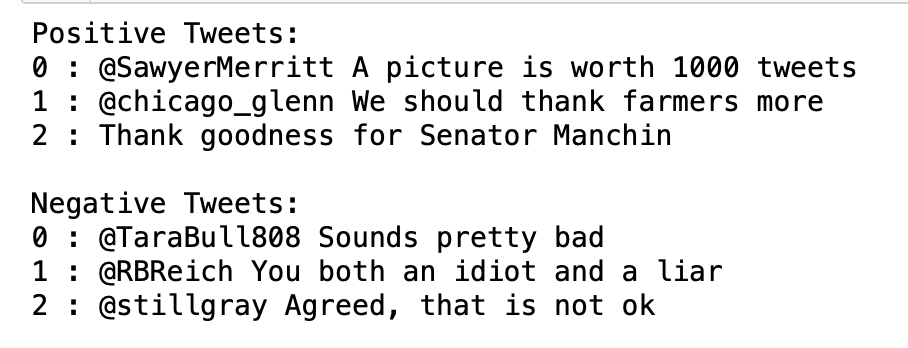 Positive Tweets:
0 : @SawyerMerritt A picture is worth 1000 tweets
1 : @chicago_glenn We should thank farmers more
2 : Thank goodness for Senator Manchin
Negative Tweets:
0 : @TaraBull808 Sounds pretty bad
1 : @RBReich You both an idiot and a liar
2 : @stillgray Agreed, that is not ok